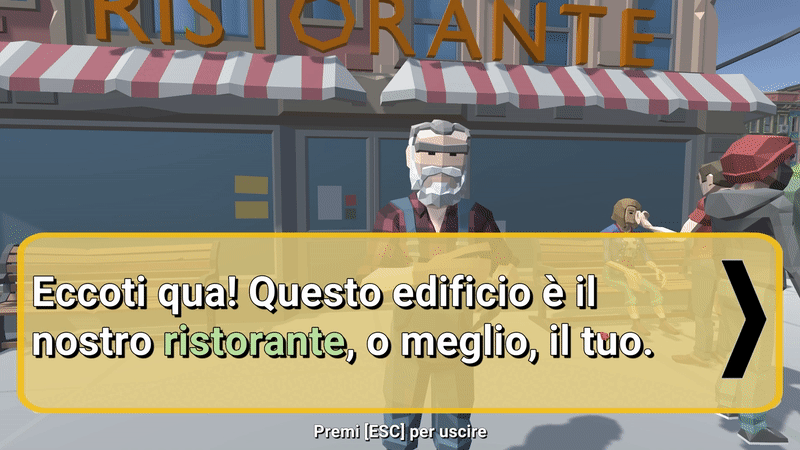 RISTORANTE
Eccoti qua! Questo edificio è il
nostro ristorante, o meglio, il tuo.
Premi [ESC] per uscire